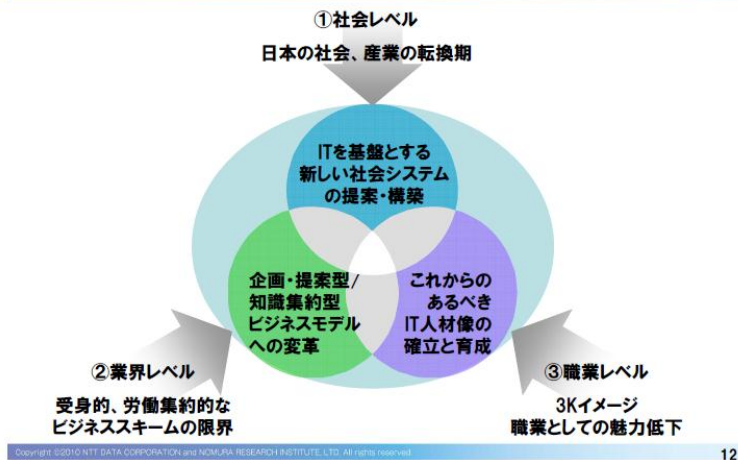 ①社会レベル
日本の社会、産業の転換期
ITを基盤とする
新しい社会システム
の提案・構築
企画・提案型/
知識集約型
ビジネスモデル
への変革
これからの
あるべき
IT人材像の
確立と育成
②業界レベル
受身的、労働集約的な
ビジネススキームの限界
③職業レベル
3Kイメージ
職業としての魅力低下
Copyright ©2010 NTT DATA CORPORATION and NOMURA RESEARCH INSTITUTE, LTD. All rights reserved.
12